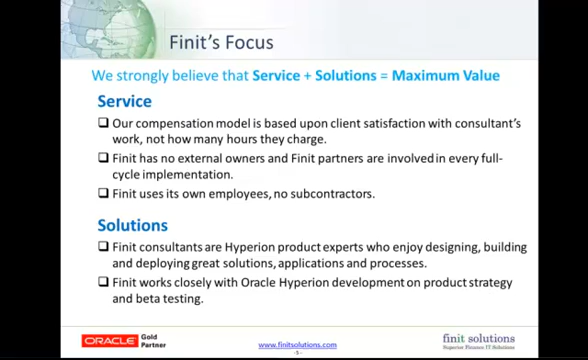 Finit's Focus
We strongly believe that Service + Solutions = Maximum Value
Service
❑ Our compensation model is based upon client satisfaction with consultant's
work, not how many hours they charge.
❑ Finit has no external owners and Finit partners are involved in every full-
cycle implementation.
❑ Finit uses its own employees, no subcontractors.
Solutions
❑ Finit consultants are Hyperion product experts who enjoy designing, building
and deploying great solutions, applications and processes.
❑ Finit works closely with Oracle Hyperion development on product strategy
and beta testing.
ORACLE Gold
Partner
www.finitsolutions.com
-5-
finit solutions
Superior Finance, IT Solutions